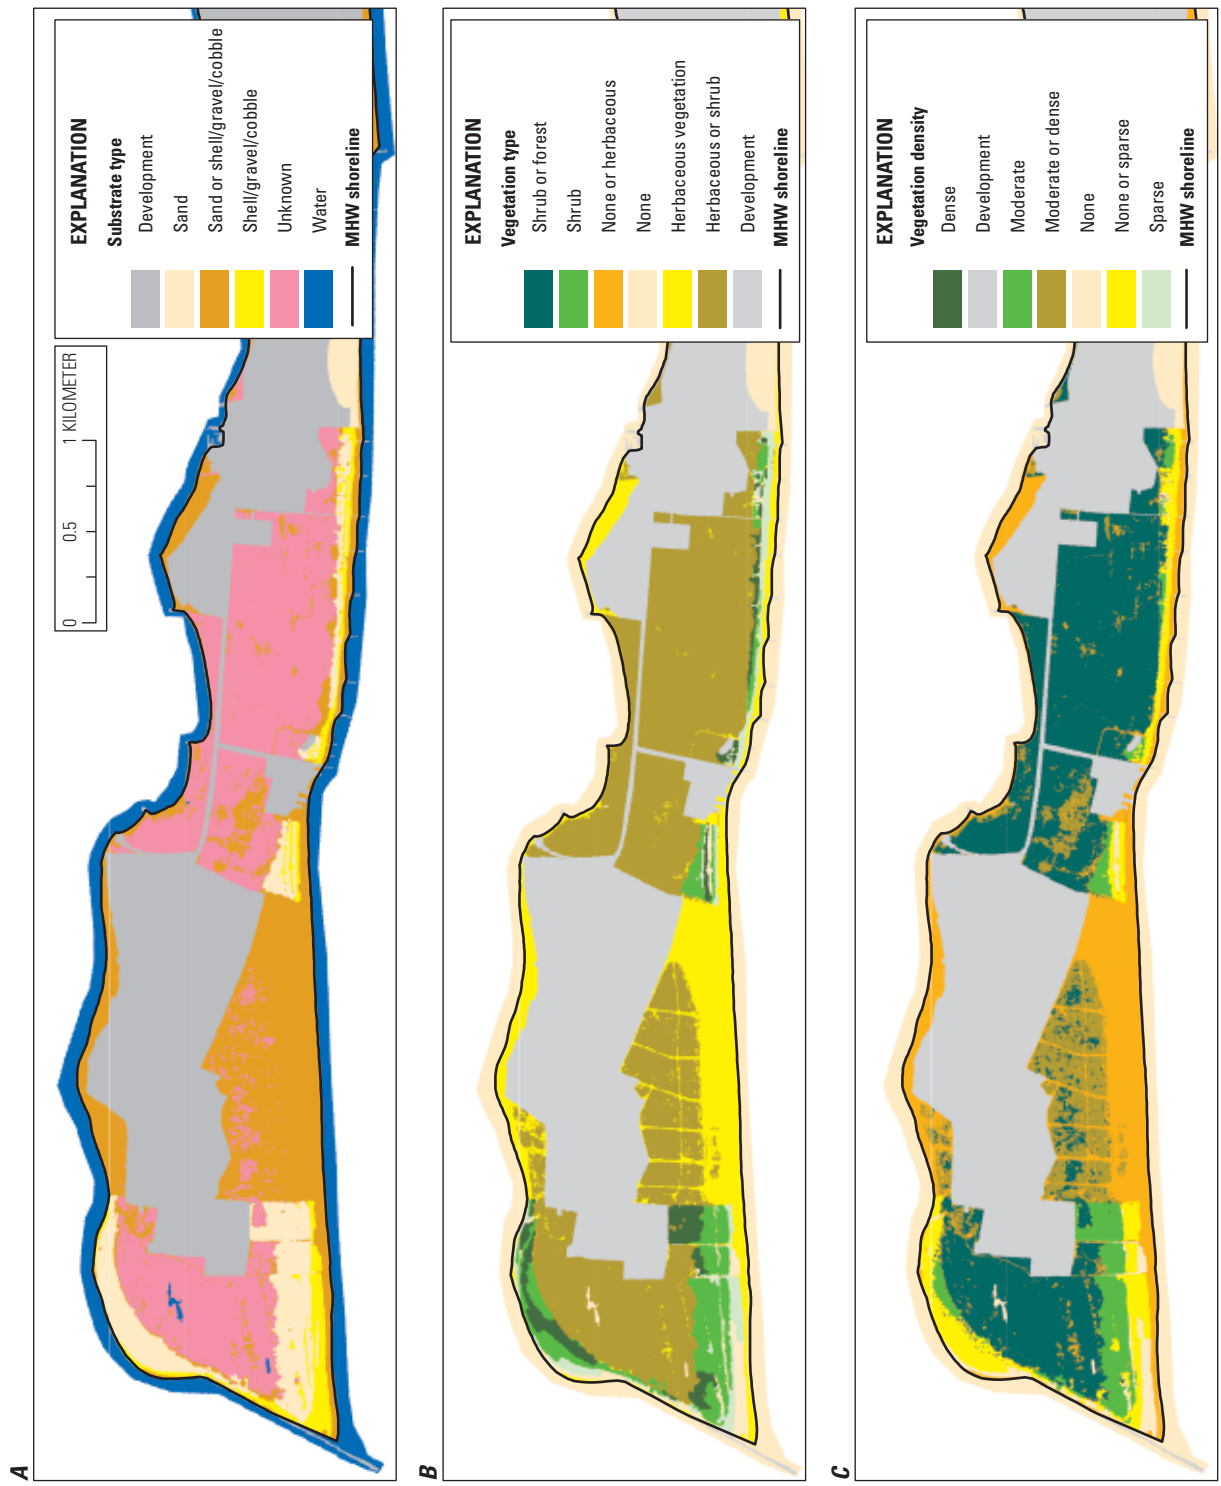 A
EXPLANATION
Substrate type
Development
Sand
Sand or shell/gravel/cobble
Shell/gravel/cobble
Unknown
Water
MHW shoreline
0 0.5 1 KILOMETER
B
EXPLANATION
Vegetation type
Shrub or forest
Shrub
None or herbaceous
None
Herbaceous vegetation
Herbaceous or shrub
Development
MHW shoreline
C
EXPLANATION
Vegetation density
Dense
Development
Moderate
Moderate or dense
None
None or sparse
Sparse
MHW shoreline